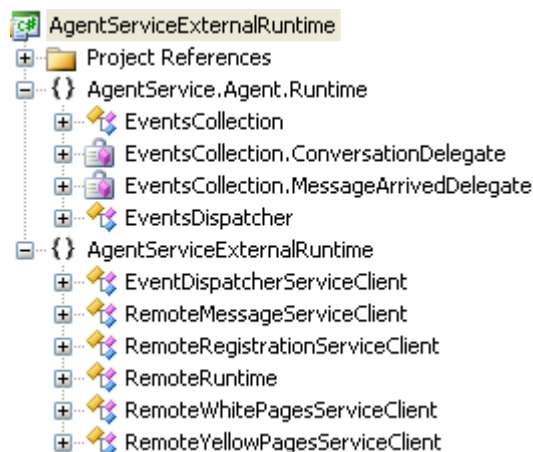 AgentServiceExternalRuntime
Project References
{} AgentService.Agent.Runtime
EventsCollection
EventsCollection.ConversationDelegate
EventsCollection.MessageArrivedDelegate
EventsDispatcher
{} AgentServiceExternalRuntime
EventDispatcherServiceClient
RemoteMessageServiceClient
RemoteRegistrationServiceClient
RemoteRuntime
RemoteWhitePagesServiceClient
RemoteYellowPagesServiceClient